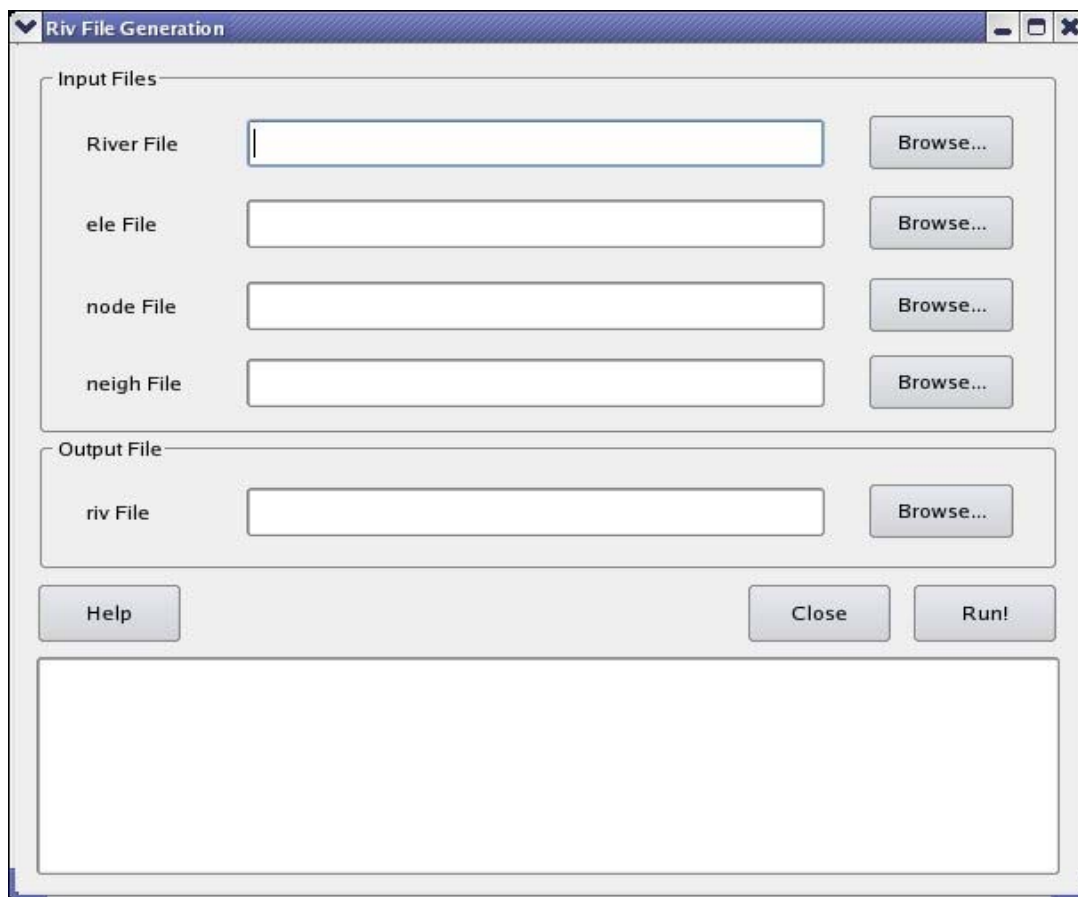 Riv File Generation
Input Files
River File Browse...
ele File Browse...
node File Browse...
neigh File Browse...
Output File
riv File Browse...
Help Close Run!